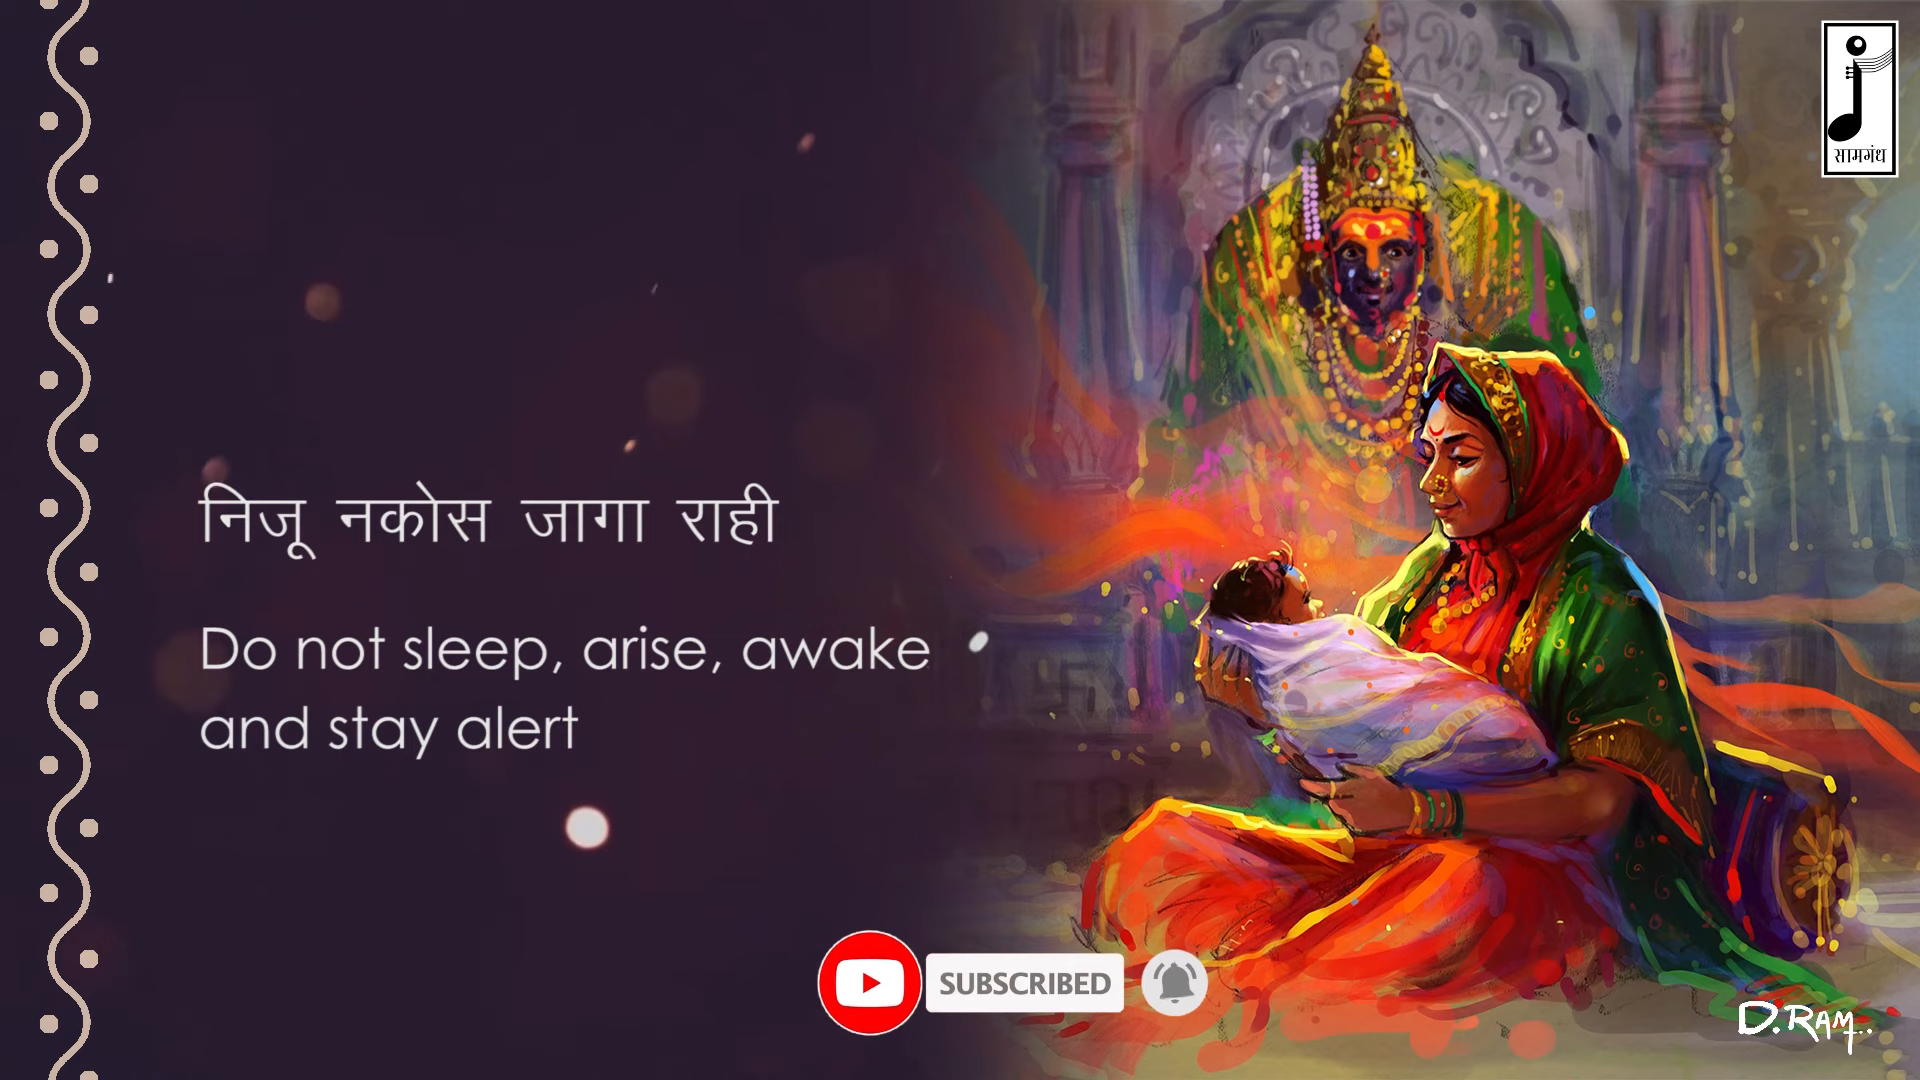 सामगंध
निजू नकोस जागा राही
Do not sleep, arise, awake
and stay alert
SUBSCRIBED
D.RAM..